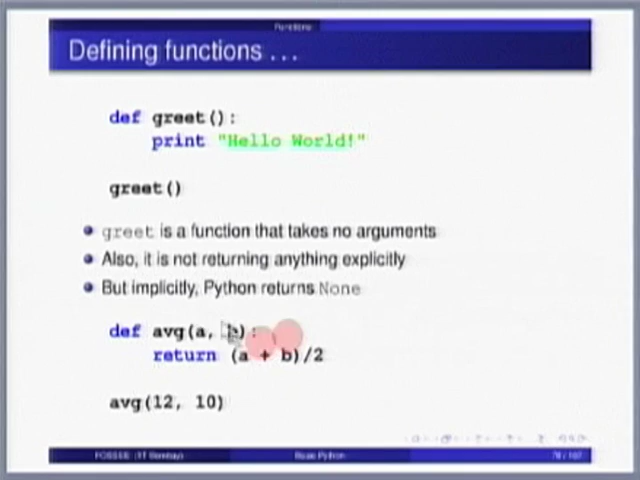 Functions
Defining functions . . .
def greet():
print "Hello World!"
greet()
greet is a function that takes no arguments
Also, it is not returning anything explicitly
But implicitly, Python returns None
def avg(a, b):
return (a + b)/2
avg(12, 10)
FOSSEE (IIT Bombay)
Basic Python